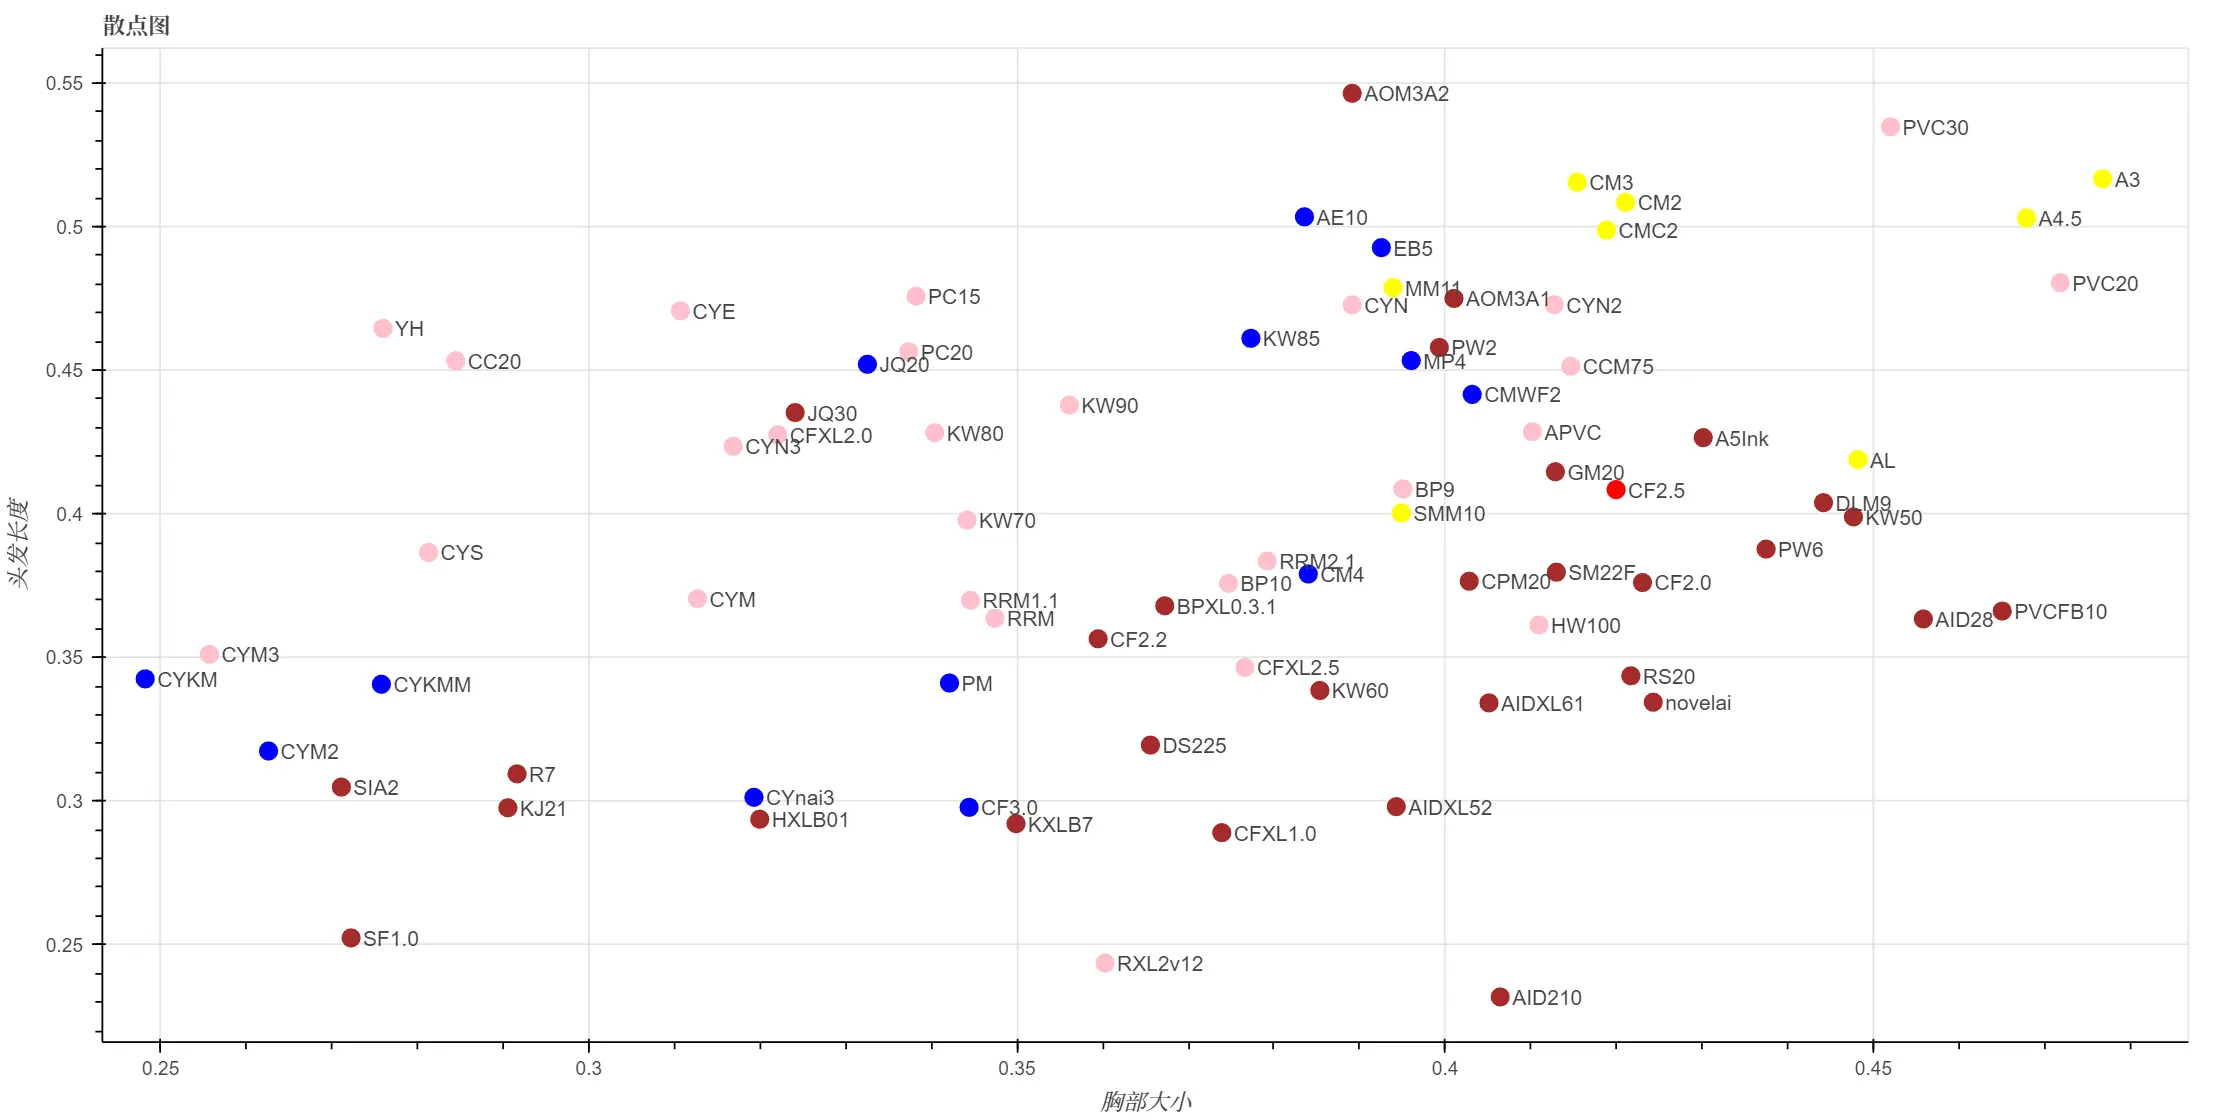 散点图
0.55
0.5
0.45
0.4
0.35
0.3
0.25
头发长度
AOM3A2
PVC30
A3
CM3
CM2
AE10
A4.5
CMC2
EB5
PVC20
MM11
PC15
AOM3A1
CYN
CYN2
CYE
YH
KW85
PW2
PC20
CC20
MP4
JQ20
CCM75
CMWF2
KW90
JQ30
APVC
KW80
CFXL2.0
A5Ink
CYN3
AL
GM20
BP9
CF2.5
DLM9
SMM10
KW50
KW70
PW6
CYS
RRM2.1
SM22F
CM4
CPM20
CF2.0
BP10
CYM
RRM1.1
BPXL0.3.1
PVCFB10
RRM
AID28
HW100
CF2.2
CYM3
CFXL2.5
RS20
CYKM
PM
CYKMM
KW60
novelai
AIDXL61
DS225
CYM2
R7
SIA2
CYnai3
AIDXL52
CF3.0
KJ21
HXLB01
KXLB7
CFXL1.0
SF1.0
RXL2v12
AID210
0.25
0.3
0.35
0.4
0.45
胸部大小